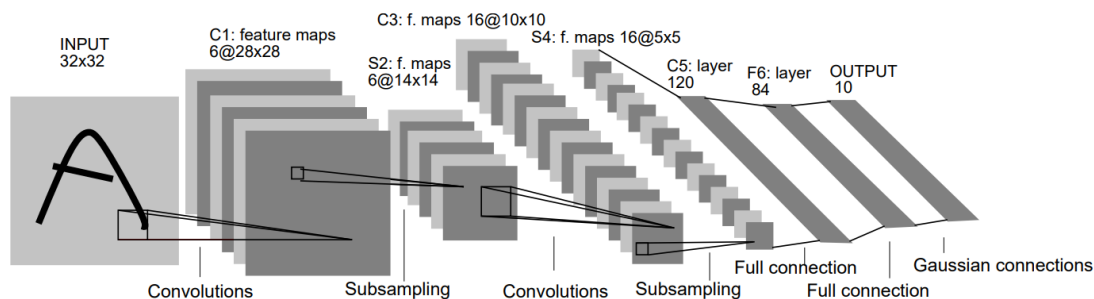 INPUT
32x32
C1: feature maps
6@28x28
S2: f. maps
6@14x14
C3: f. maps 16@10x10
S4: f. maps 16@5x5
C5: layer
120
F6: layer
84
OUTPUT
10
Convolutions
Subsampling
Convolutions
Subsampling
Full connection
Full connection
Gaussian connections